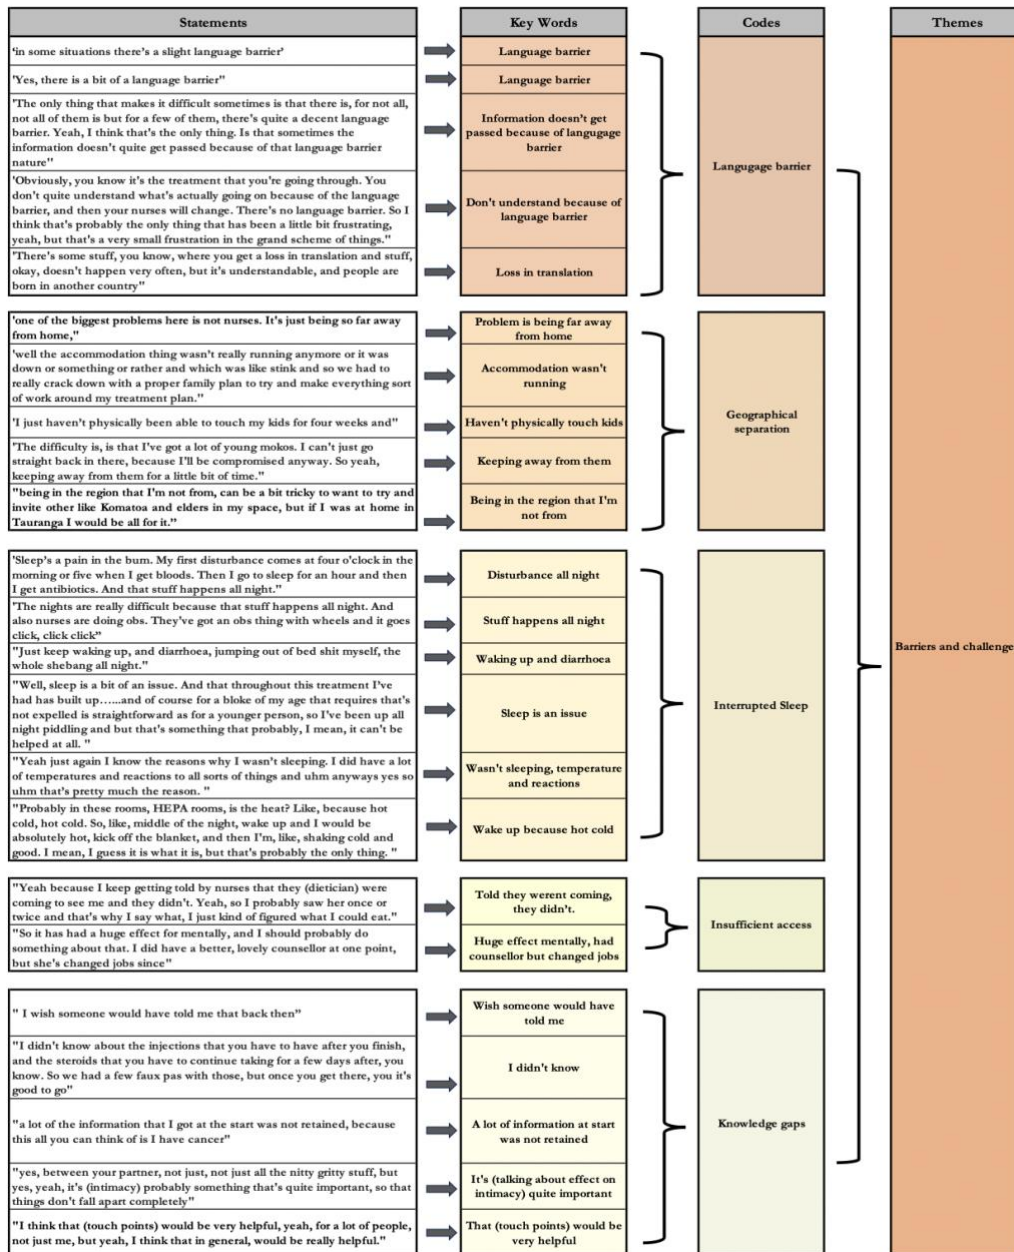 Statements
Key Words
Codes
Themes
'in some situations there's a slight language barrier'
Language barrier
'Yes, there is a bit of a language barrier"
Language barrier
'The only thing that makes it difficult sometimes is that there is, for not all,
not all of them is but for a few of them, there's quite a decent language
barrier. Yeah, I think that's the only thing. Is that sometimes the
information doesn't quite get passed because of that language barrier
nature"
Information doesn't get
passed because of langugage
barrier
'Obviously, you know it's the treatment that you're going through. You
don't quite understand what's actually going on because of the language
barrier, and then your nurses will change. There's no language barrier. So I
think that's probably the only thing that has been a little bit frustrating,
yeah, but that's a very small frustration in the grand scheme of things."
Don't understand because of
language barrier
'There's some stuff, you know, where you get a loss in translation and stuff,
okay, doesn't happen very often, but it's understandable, and people are
born in another country"
Loss in translation
Langugage barrier
'one of the biggest problems here is not nurses. It's just being so far away
from home,"
Problem is being far away
from home
'well the accommodation thing wasn't really running anymore or it was
down or something or rather and which was like stink and so we had to
really crack down with a proper family plan to try and make everything sort
of work around my treatment plan."
Accommodation wasn't
running
'I just haven't physically been able to touch my kids for four weeks and"
Haven't physically touch kids
'The difficulty is, is that I've got a lot of young mokos. I can't just go
straight back in there, because I'll be compromised anyway. So yeah,
keeping away from them for a little bit of time."
Keeping away from them
"being in the region that I'm not from, can be a bit tricky to want to try and
invite other like Komatoa and elders in my space, but if I was at home in
Tauranga I would be all for it."
Being in the region that I'm
not from
Geographical
separation
'Sleep's a pain in the bum. My first disturbance comes at four o'clock in the
morning or five when I get bloods. Then I go to sleep for an hour and then
I get antibiotics. And that stuff happens all night."
Disturbance all night
'The nights are really difficult because that stuff happens all night. And
also nurses are doing obs. They've got an obs thing with wheels and it goes
click, click click"
Stuff happens all night
"Just keep waking up, and diarrhoea, jumping out of bed shit myself, the
whole shebang all night."
Waking up and diarrhoea
"Well, sleep is a bit of an issue. And that throughout this treatment I've
had has built up…...and of course for a bloke of my age that requires that's
not expelled is straightforward as for a younger person, so I've been up all
night piddling and but that's something that probably, I mean, it can't be
helped at all. "
Sleep is an issue
"Yeah just again I know the reasons why I wasn't sleeping. I did have a lot
of temperatures and reactions to all sorts of things and uhm anyways yes so
uhm that's pretty much the reason. "
Wasn't sleeping, temperature
and reactions
"Probably in these rooms, HEPA rooms, is the heat? Like, because hot
cold, hot cold. So, like, middle of the night, wake up and I would be
absolutely hot, kick off the blanket, and then I'm, like, shaking cold and
good. I mean, I guess it is what it is, but that's probably the only thing. "
Wake up because hot cold
Interrupted Sleep
Barriers and challenge
"Yeah because I keep getting told by nurses that they (dietician) were
coming to see me and they didn't. Yeah, so I probably saw her once or
twice and that's why I say what, I just kind of figured what I could eat."
Told they werent coming,
they didn't.
"So it has had a huge effect for mentally, and I should probably do
something about that. I did have a better, lovely counsellor at one point,
but she's changed jobs since"
Huge effect mentally, had
counsellor but changed jobs
Insufficient access
" I wish someone would have told me that back then"
Wish someone would have
told me
"I didn't know about the injections that you have to have after you finish,
and the steroids that you have to continue taking for a few days after, you
know. So we had a few faux pas with those, but once you get there, you it's
good to go"
I didn't know
"a lot of the information that I got at the start was not retained, because
this all you can think of is I have cancer"
A lot of information at start
was not retained
"yes, between your partner, not just, not just all the nitty gritty stuff, but
yes, yeah, it's (intimacy) probably something that's quite important, so that
things don't fall apart completely"
It's (talking about effect on
intimacy) quite important
"I think that (touch points) would be very helpful, yeah, for a lot of people,
not just me, but yeah, I think that in general, would be really helpful."
That (touch points) would be
very helpful
Knowledge gaps